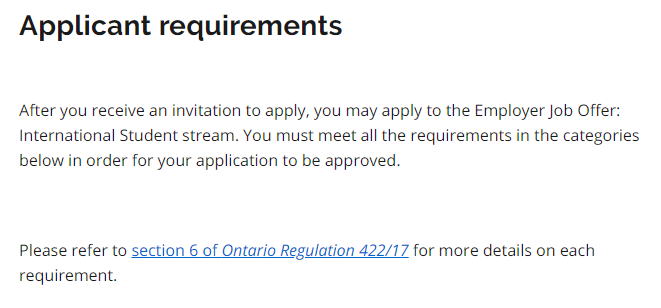 Applicant requirements
After you receive an invitation to apply, you may apply to the Employer Job Offer:
International Student stream. You must meet all the requirements in the categories
below in order for your application to be approved.
Please refer to section 6 of Ontario Regulation 422/17 for more details on each
requirement.